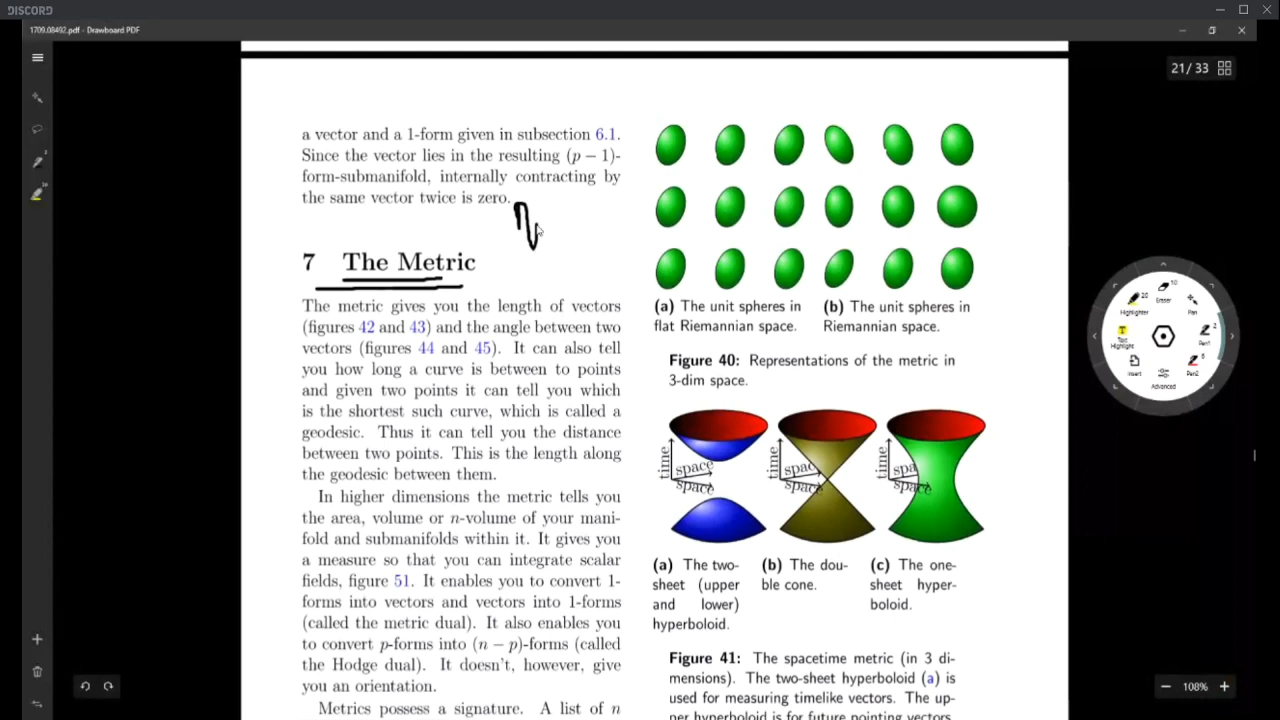 DISCORD
1709.08492.pdf - Drawboard PDF
21 / 33
a vector and a 1-form given in subsection 6.1.
Since the vector lies in the resulting (p − 1)-
form-submanifold, internally contracting by
the same vector twice is zero.
η
7 The Metric
The metric gives you the length of vectors
(figures 42 and 43) and the angle between two
vectors (figures 44 and 45). It can also tell
you how long a curve is between to points
and given two points it can tell you which
is the shortest such curve, which is called a
geodesic. Thus it can tell you the distance
between two points. This is the length along
the geodesic between them.
In higher dimensions the metric tells you
the area, volume or n-volume of your mani-
fold and submanifolds within it. It gives you
a measure so that you can integrate scalar
fields, figure 51. It enables you to convert 1-
forms into vectors and vectors into 1-forms
(called the metric dual). It also enables you
to convert p-forms into (n − p)-forms (called
the Hodge dual). It doesn't, however, give
you an orientation.
Metrics possess a signature. A list of n
(a) The unit spheres in
flat Riemannian space.
(b) The unit spheres in
Riemannian space.
Figure 40: Representations of the metric in
3-dim space.
time
space
space
time
space
space
time
spa
space
(a) The two-
sheet (upper
and lower)
hyperboloid.
(b) The dou-
ble cone.
(c) The one-
sheet hyper-
boloid.
Figure 41: The spacetime metric (in 3 di-
mensions). The two-sheet hyperboloid (a) is
used for measuring timelike vectors. The up-
per hyperboloid is for future pointing vectors
Highlighter
Eraser
Pan
Text
Highlight
Pen1
Insert
Pen2
Advanced
108%